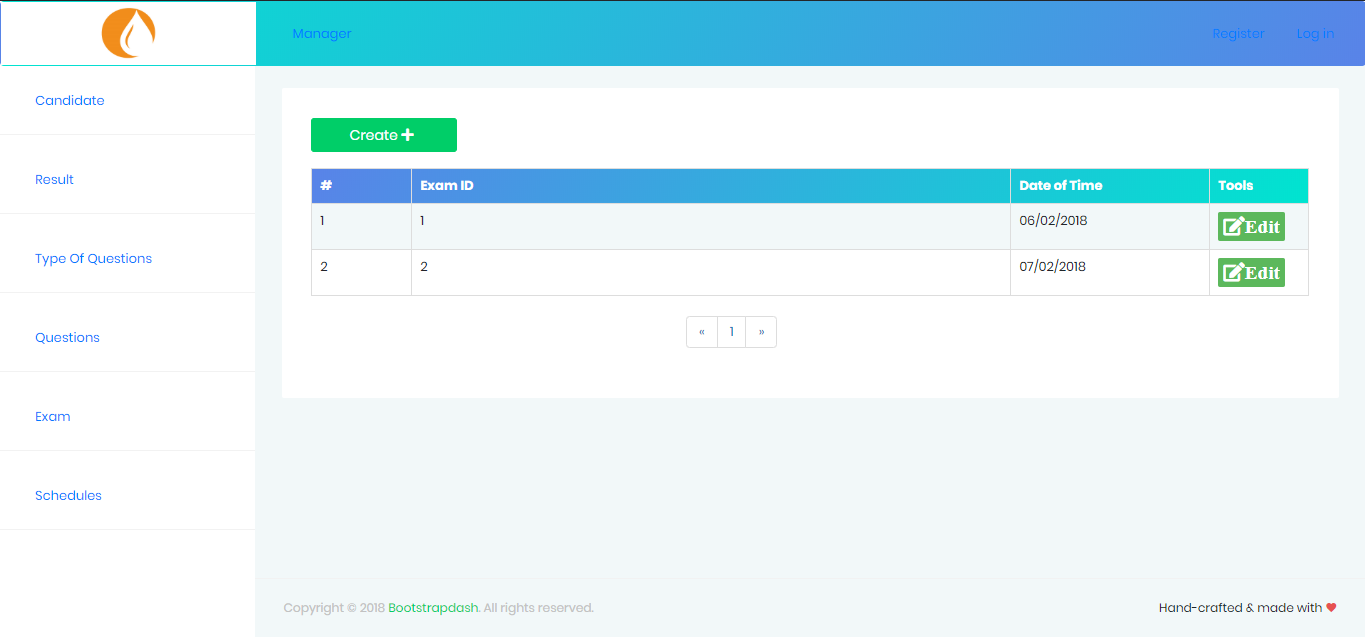 Manager Register Log in
Candidate
Result
Type Of Questions
Questions
Exam
Schedules
Create
# Exam ID Date of Time Tools
1 1 06/02/2018 Edit
2 2 07/02/2018 Edit
« 1 »
Copyright © 2018 Bootstrapdash. All rights reserved. Hand-crafted & made with